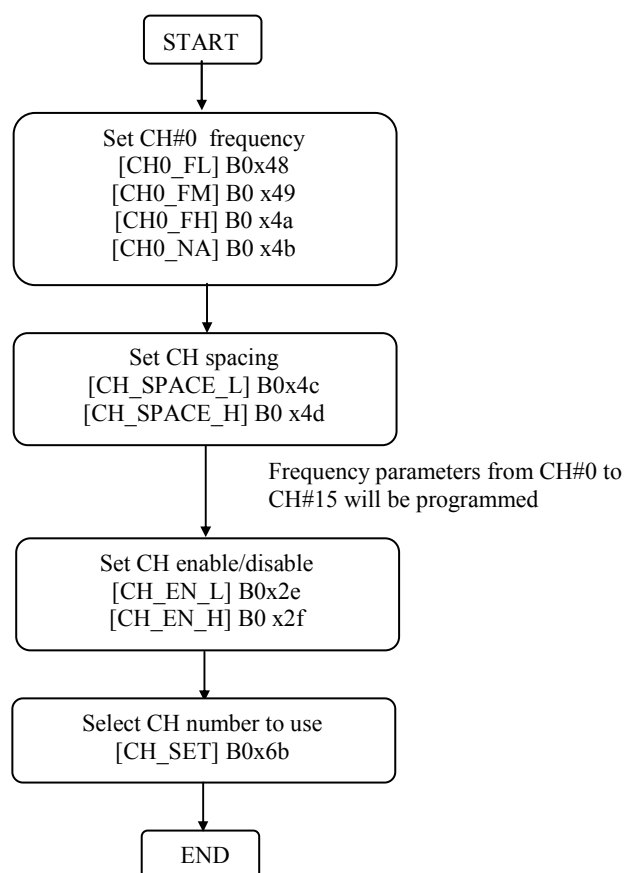 START
Set CH#0 frequency
[CH0_FL] B0x48
[CH0_FM] B0 x49
[CH0_FH] B0 x4a
[CH0_NA] B0 x4b
Set CH spacing
[CH_SPACE_L] B0x4c
[CH_SPACE_H] B0 x4d
Frequency parameters from CH#0 to
CH#15 will be programmed
Set CH enable/disable
[CH_EN_L] B0x2e
[CH_EN_H] B0 x2f
Select CH number to use
[CH_SET] B0x6b
END